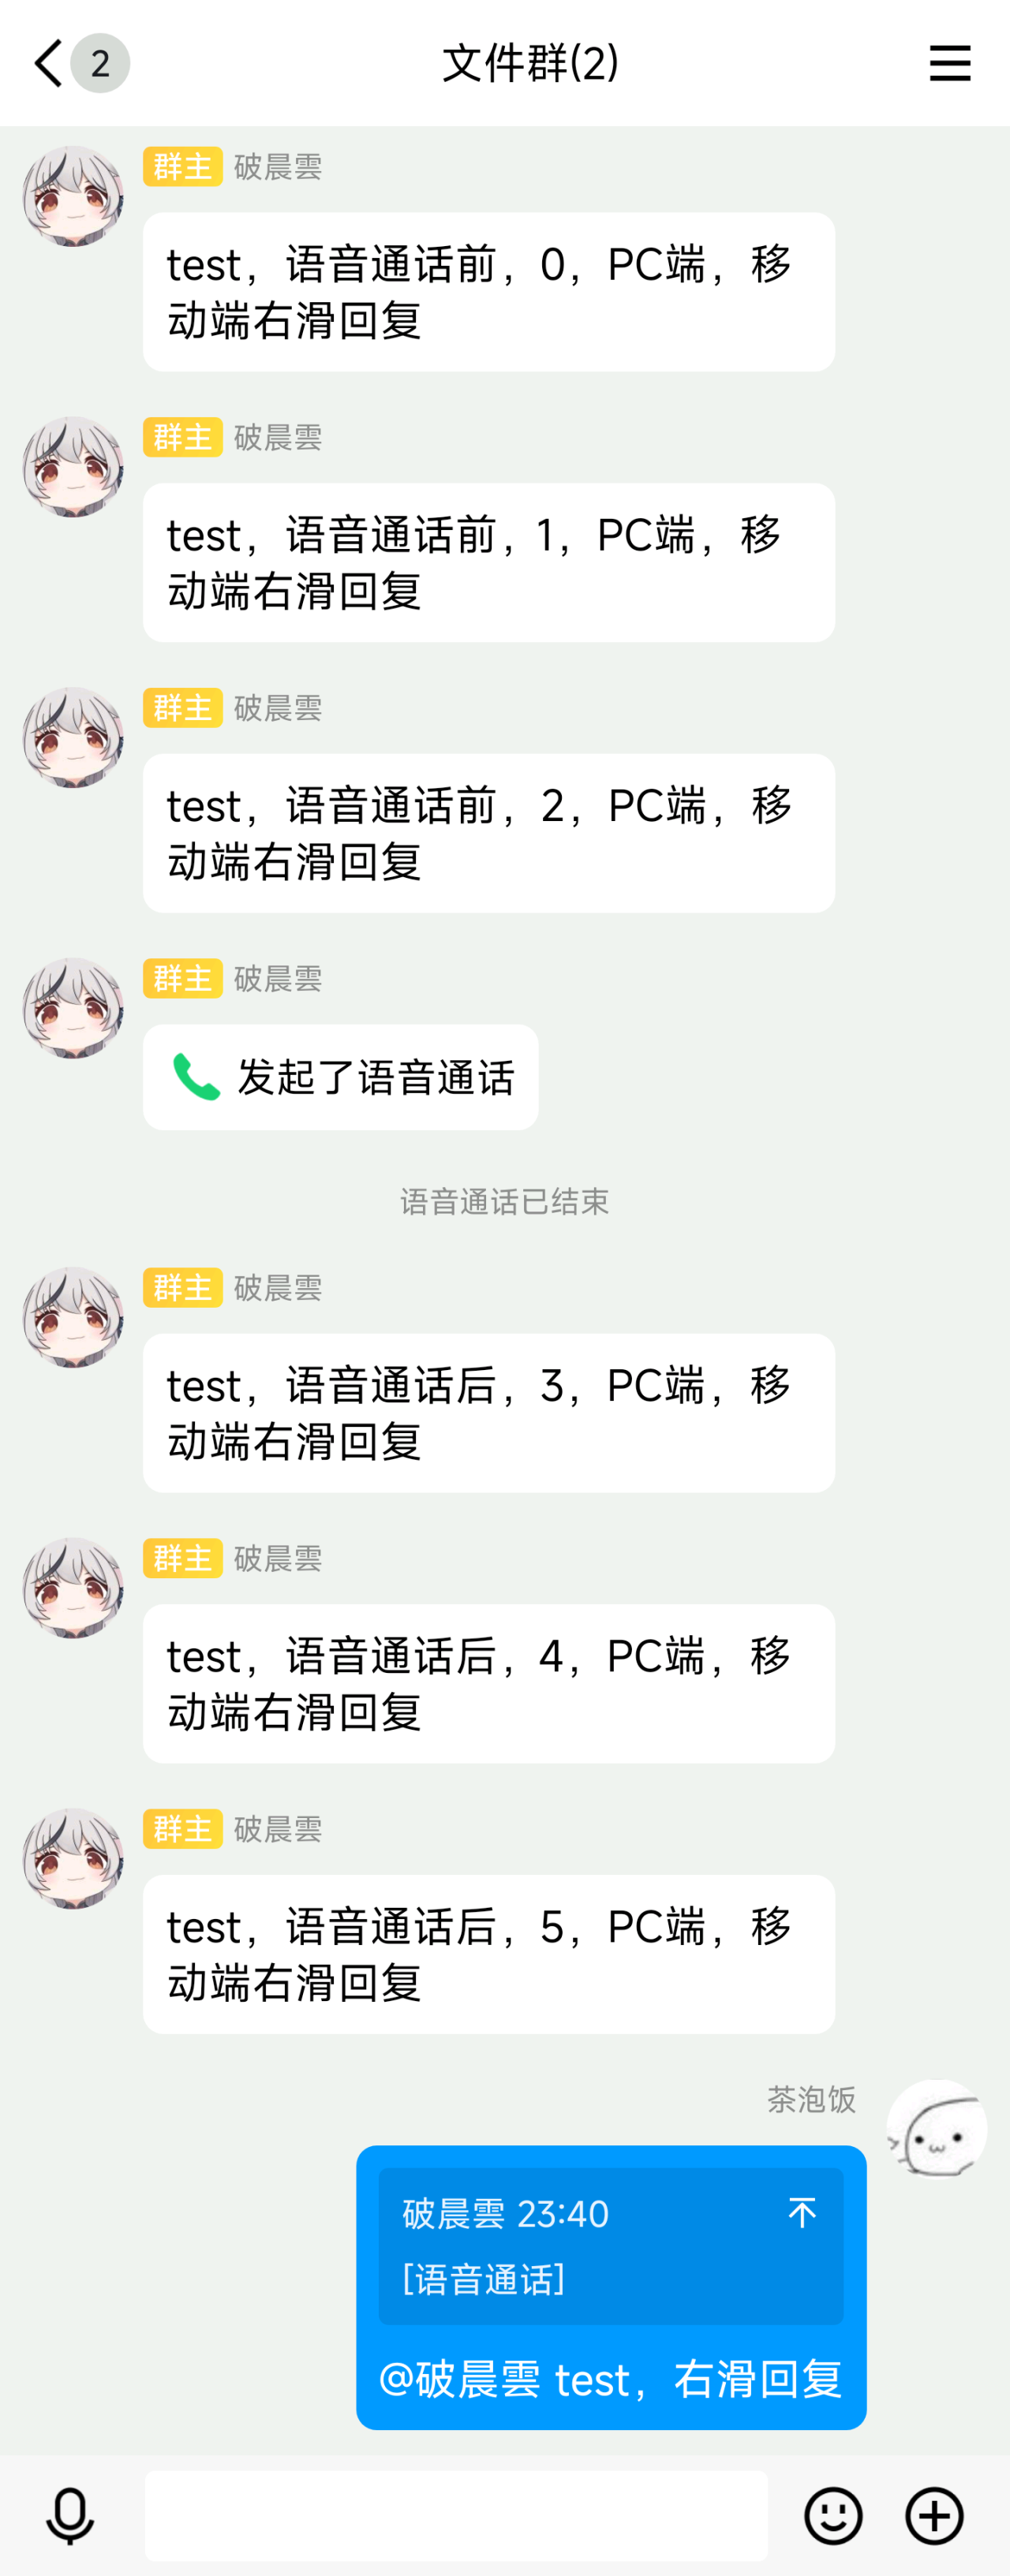 2
文件群(2)
群主 破晨雲
test，语音通话前，0，PC端，移
动端右滑回复
群主 破晨雲
test，语音通话前，1，PC端，移
动端右滑回复
群主 破晨雲
test，语音通话前，2，PC端，移
动端右滑回复
群主 破晨雲
发起了语音通话
语音通话已结束
群主 破晨雲
test，语音通话后，3，PC端，移
动端右滑回复
群主 破晨雲
test，语音通话后，4，PC端，移
动端右滑回复
群主 破晨雲
test，语音通话后，5，PC端，移
动端右滑回复
茶泡饭
破晨雲 23:40
[语音通话]
@破晨雲 test，右滑回复